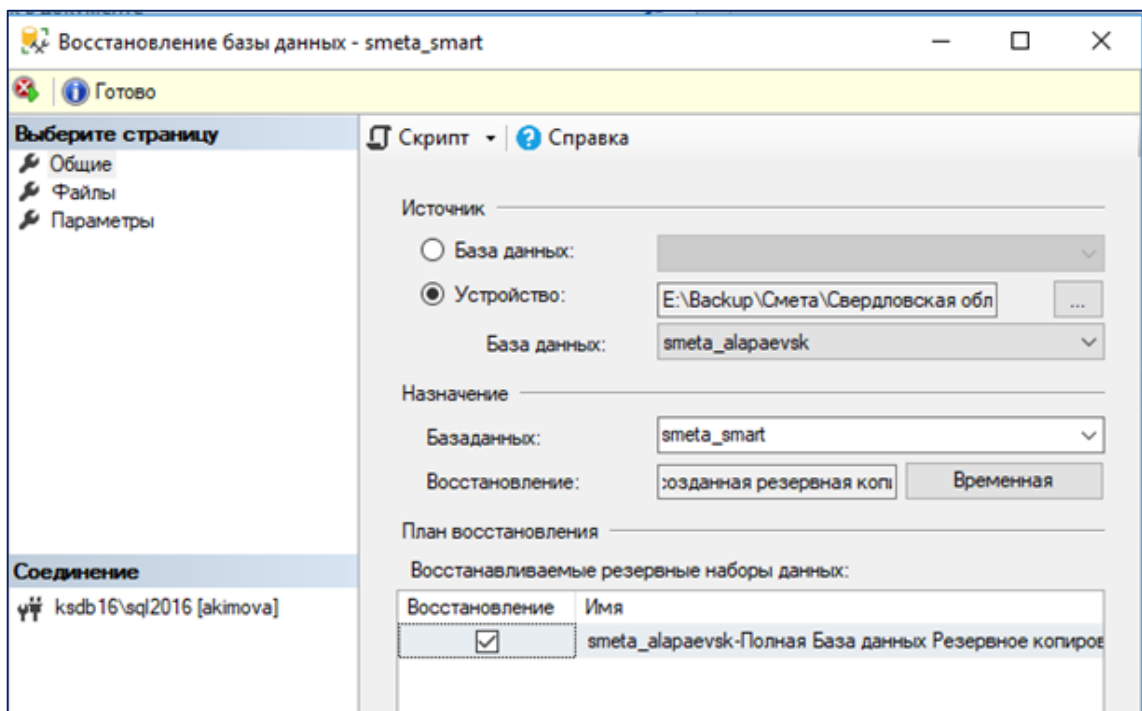 Восстановление базы данных - smeta_smart
Готово
Выберите страницу
Общие
Файлы
Параметры
Соединение
ksdb16\sql2016 [akimova]
Скрипт
Справка
Источник
База данных:
Устройство: E:\Backup\Смета\Свердловская обл ...
База данных: smeta_alapaevsk
Назначение
Базаданных: smeta_smart
Восстановление: созданная резервная копи Временная
План восстановления
Восстанавливаемые резервные наборы данных:
Восстановление Имя
smeta_alapaevsk-Полная База данных Резервное копиров